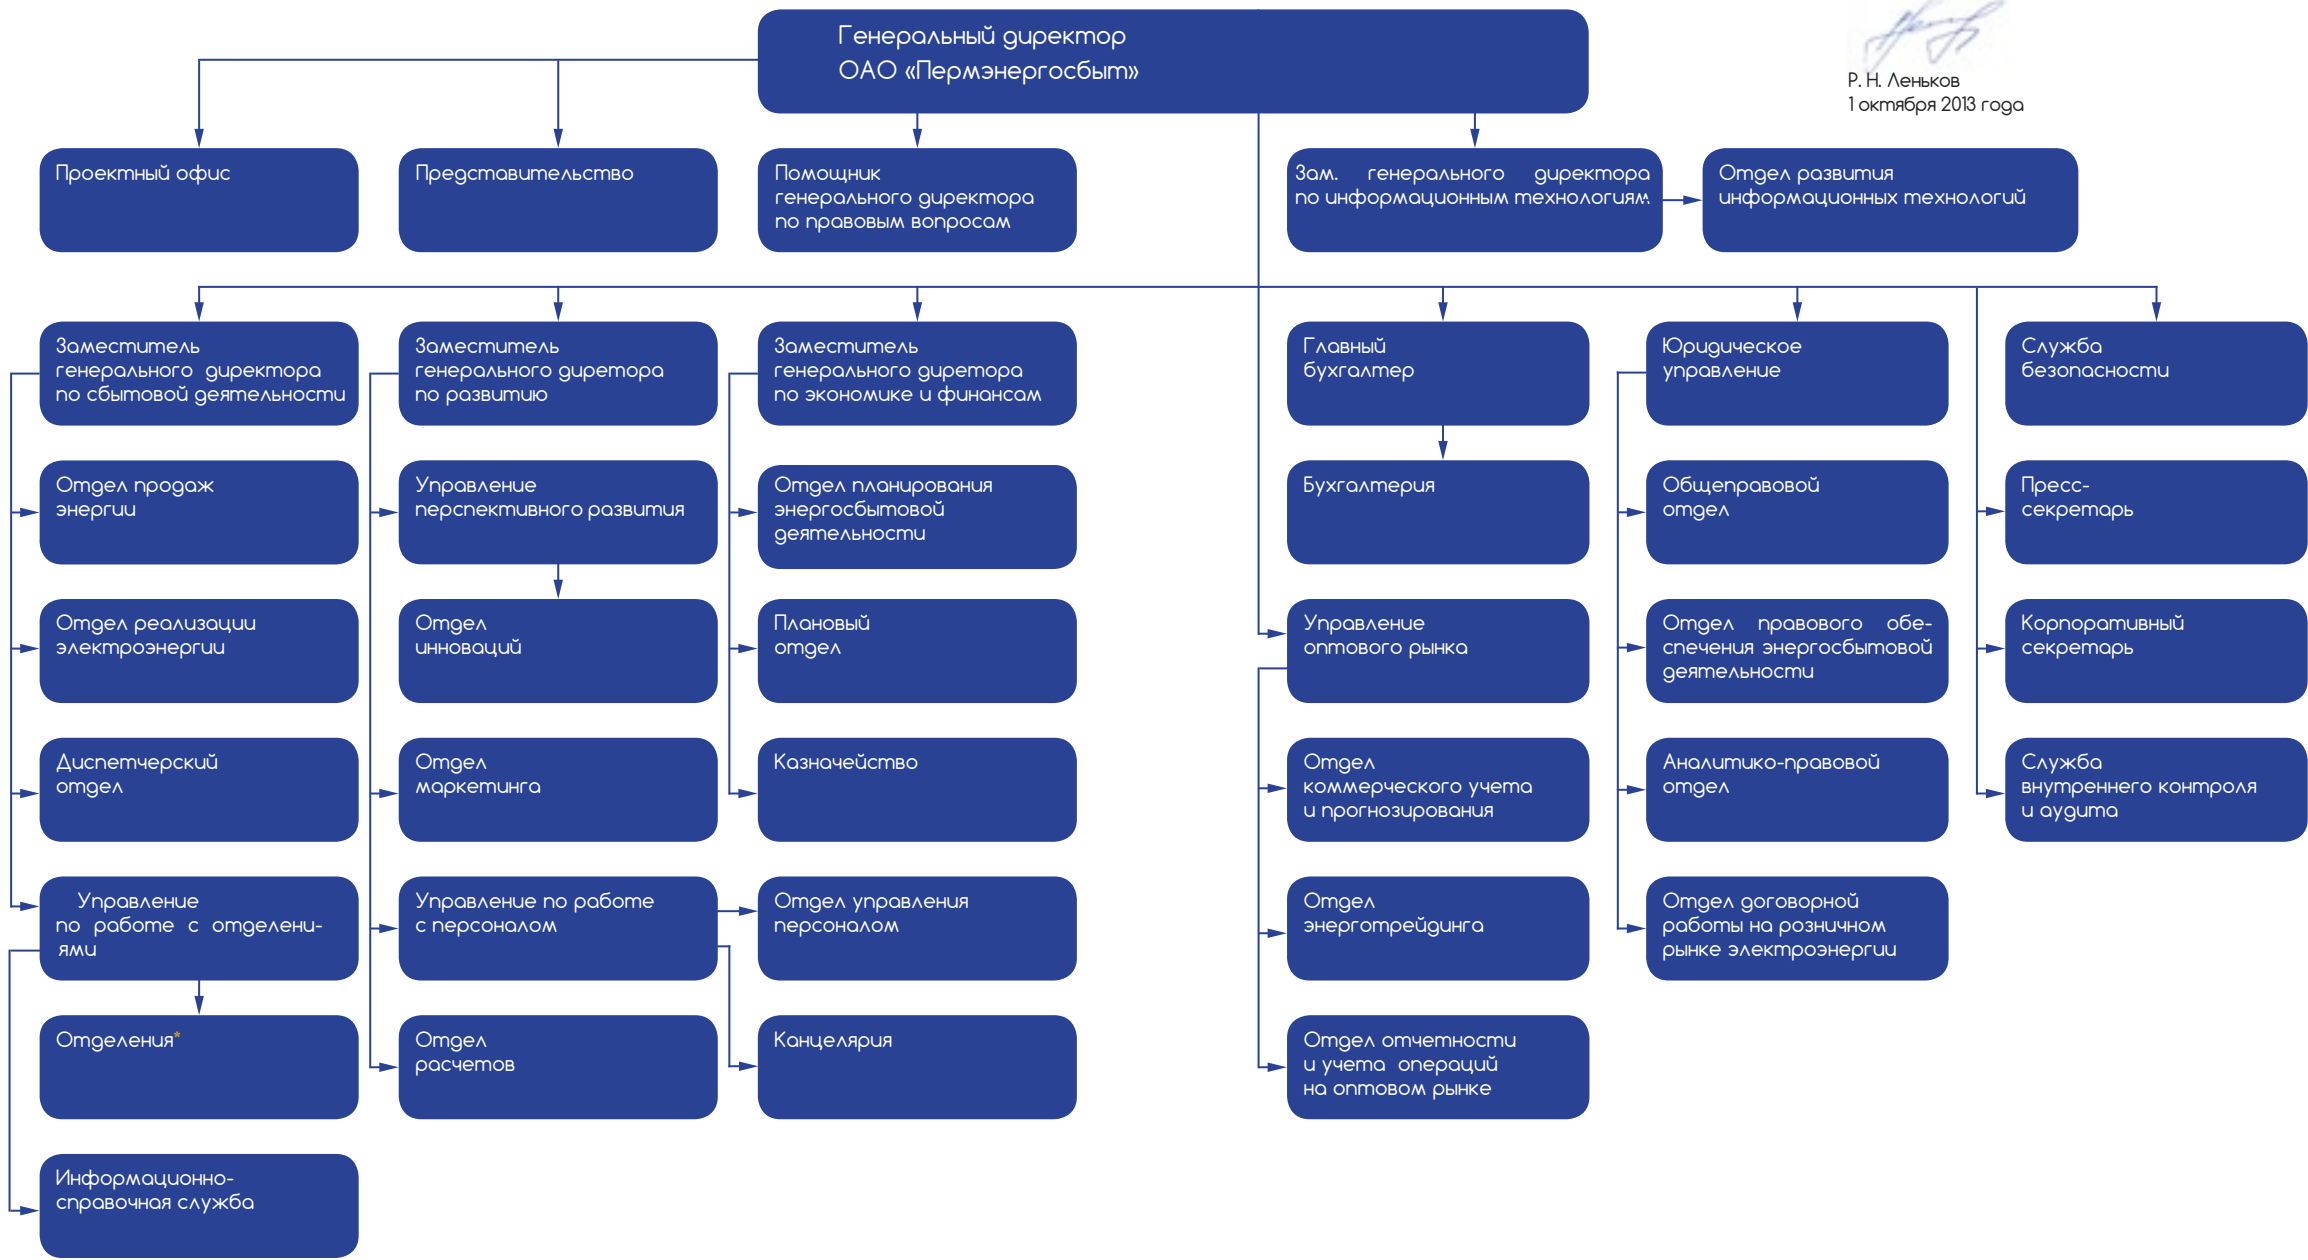 Генеральный директор
ОАО «Пермэнергосбыт»
Р. Н. Леньков
1 октября 2013 года
Проектный офис
Представительство
Помощник
генерального директора
по правовым вопросам
Зам. генерального директора
по информационным технологиям
Отдел развития
информационных технологий
Заместитель
генерального директора
по сбытовой деятельности
Заместитель
генерального диретора
по развитию
Заместитель
генерального диретора
по экономике и финансам
Главный
бухгалтер
Юридическое
управление
Служба
безопасности
Отдел продаж
энергии
Управление
перспективного развития
Отдел планирования
энергосбытовой
деятельности
Бухгалтерия
Общеправовой
отдел
Пресс-
секретарь
Отдел реализации
электроэнергии
Отдел
инноваций
Плановый
отдел
Управление
оптового рынка
Отдел правового обе-
спечения энергосбытовой
деятельности
Корпоративный
секретарь
Диспетчерский
отдел
Отдел
маркетинга
Казначейство
Отдел
коммерческого учета
и прогнозирования
Аналитико-правовой
отдел
Служба
внутреннего контроля
и аудита
Управление
по работе с отделени-
ями
Управление по работе
с персоналом
Отдел управления
персоналом
Отдел
энерготрейдинга
Отдел договорной
работы на розничном
рынке электроэнергии
Отделения*
Отдел
расчетов
Канцелярия
Отдел отчетности
и учета операций
на оптовом рынке
Информационно-
справочная служба